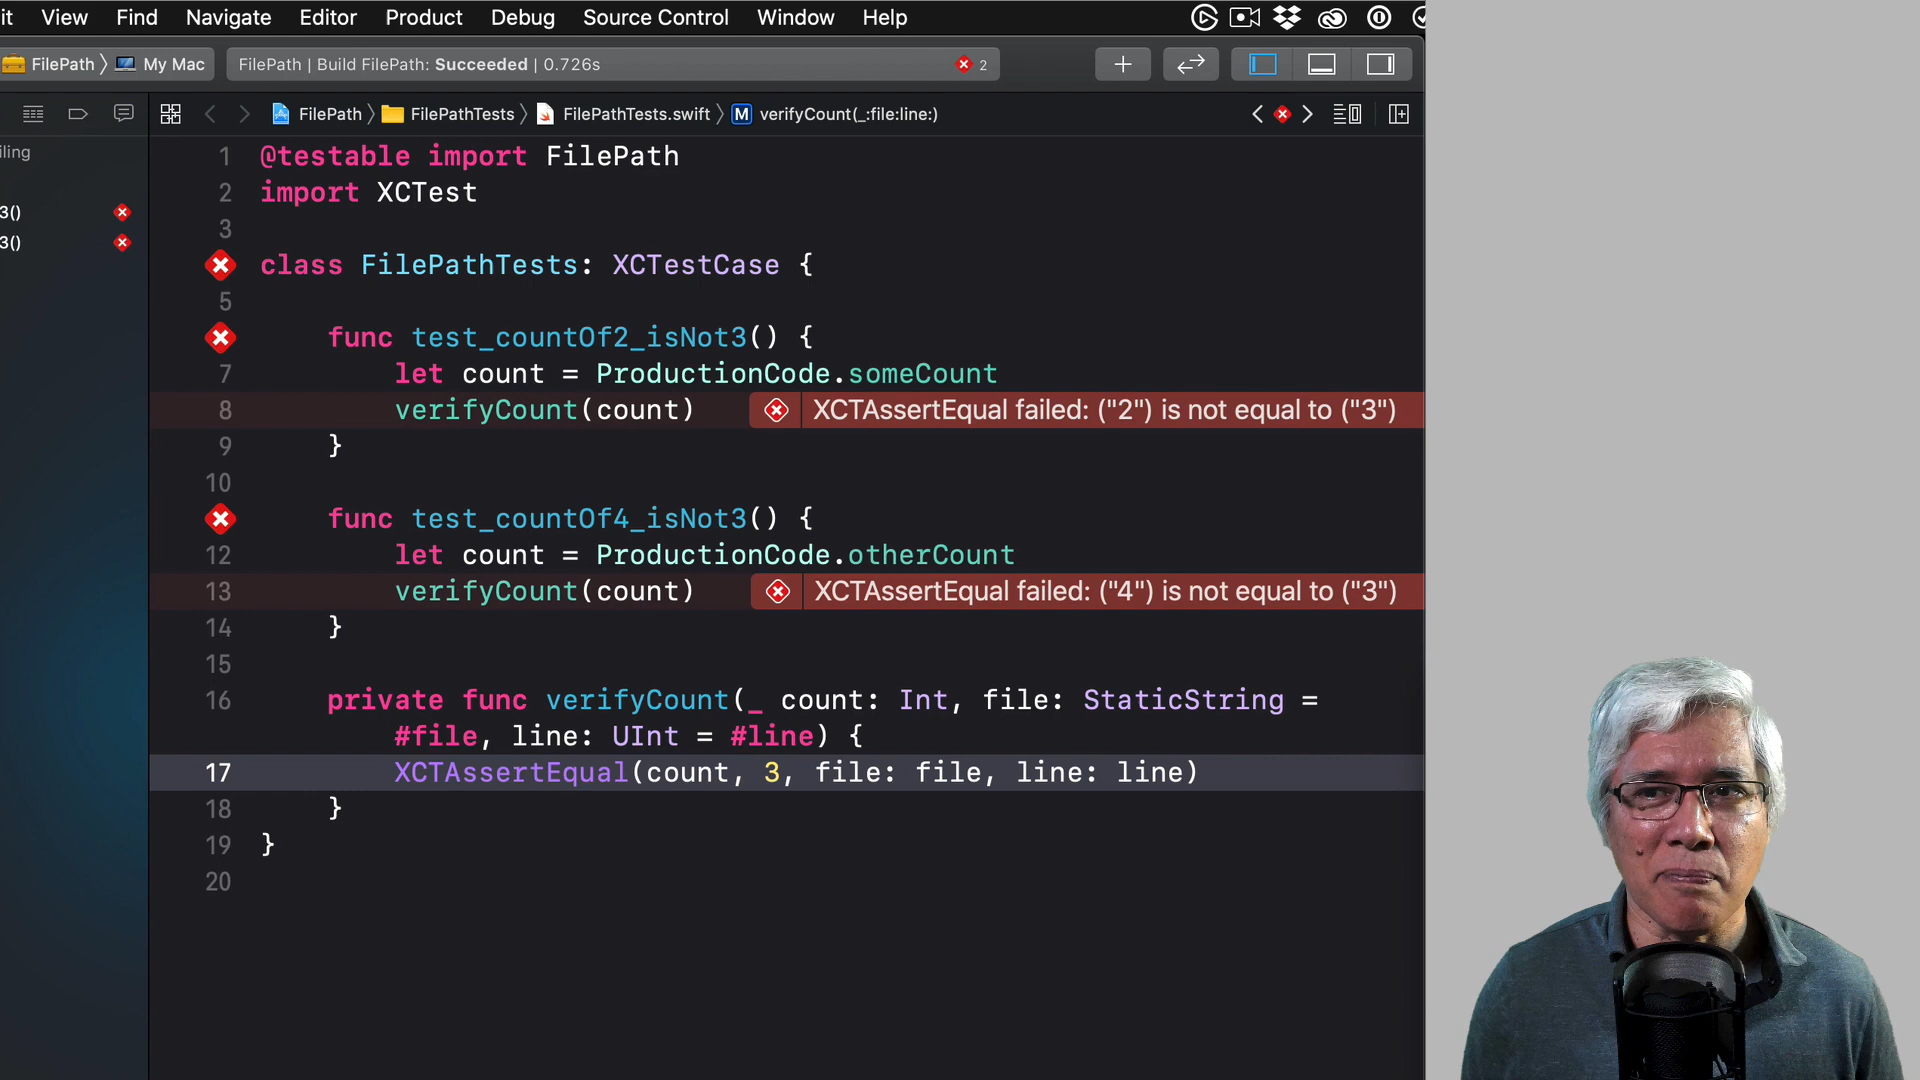 it View Find Navigate Editor Product Debug Source Control Window Help
FilePath My Mac FilePath | Build FilePath: Succeeded | 0.726s 2
FilePath FilePathTests FilePathTests.swift M verifyCount(_:file:line:)
iling
3()
3()
1 @testable import FilePath
2 import XCTest
3
class FilePathTests: XCTestCase {
5
func test_countOf2_isNot3() {
7 let count = ProductionCode.someCount
8 verifyCount(count) XCTAssertEqual failed: ("2") is not equal to ("3")
9 }
10
func test_countOf4_isNot3() {
12 let count = ProductionCode.otherCount
13 verifyCount(count) XCTAssertEqual failed: ("4") is not equal to ("3")
14 }
15
16 private func verifyCount(_ count: Int, file: StaticString =
#file, line: UInt = #line) {
17 XCTAssertEqual(count, 3, file: file, line: line)
18 }
19 }
20